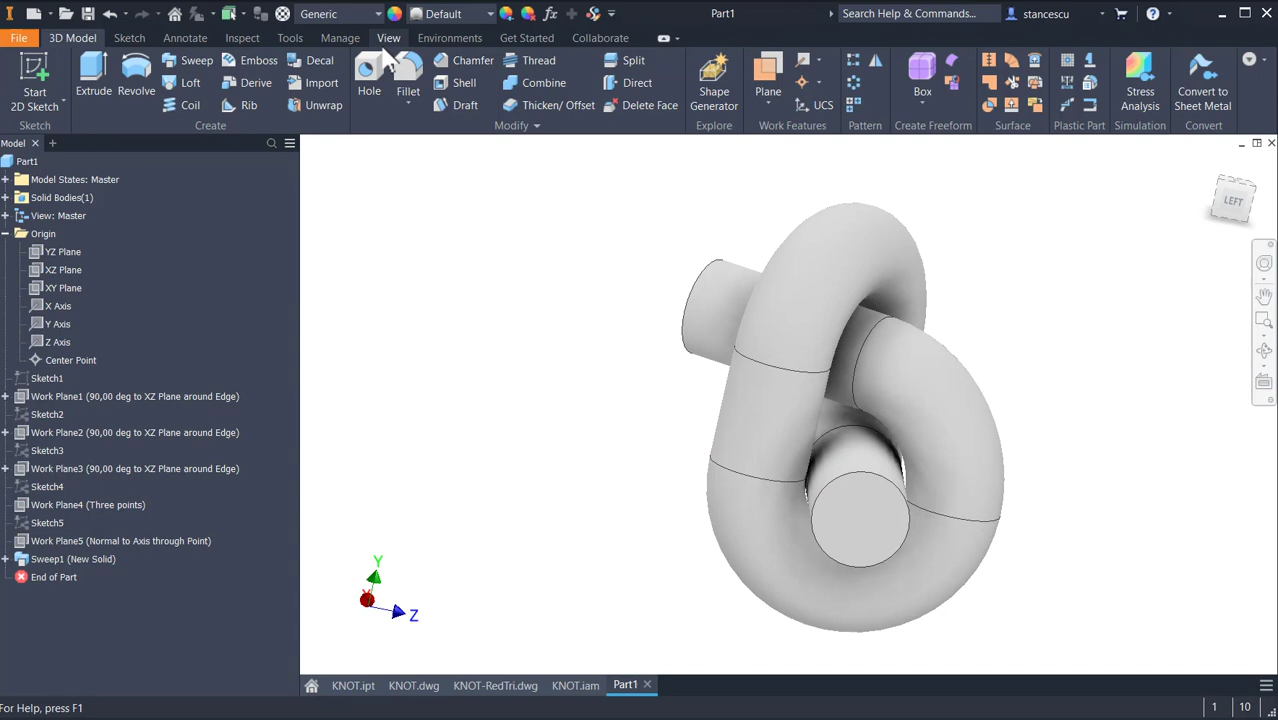 Generic
Default
fx
Part1
Search Help & Commands...
stancescu
File
3D Model
Sketch
Annotate
Inspect
Tools
Manage
View
Environments
Get Started
Collaborate
Start
2D Sketch
Extrude
Revolve
Sweep
Emboss
Decal
Loft
Derive
Import
Coil
Rib
Unwrap
Hole
Fillet
Chamfer
Thread
Split
Shell
Combine
Direct
Draft
Thicken/ Offset
Delete Face
Shape
Generator
Plane
UCS
Box
Stress
Analysis
Convert to
Sheet Metal
Sketch
Create
Modify
Explore
Work Features
Pattern
Create Freeform
Surface
Plastic Part
Simulation
Convert
Model
Part1
Model States: Master
Solid Bodies(1)
View: Master
Origin
YZ Plane
XZ Plane
XY Plane
X Axis
Y Axis
Z Axis
Center Point
Sketch1
Work Plane1 (90,00 deg to XZ Plane around Edge)
Sketch2
Work Plane2 (90,00 deg to XZ Plane around Edge)
Sketch3
Work Plane3 (90,00 deg to XZ Plane around Edge)
Sketch4
Work Plane4 (Three points)
Sketch5
Work Plane5 (Normal to Axis through Point)
Sweep1 (New Solid)
End of Part
LEFT
Y
X
Z
KNOT.ipt
KNOT.dwg
KNOT-RedTri.dwg
KNOT.iam
Part1
For Help, press F1
1
10